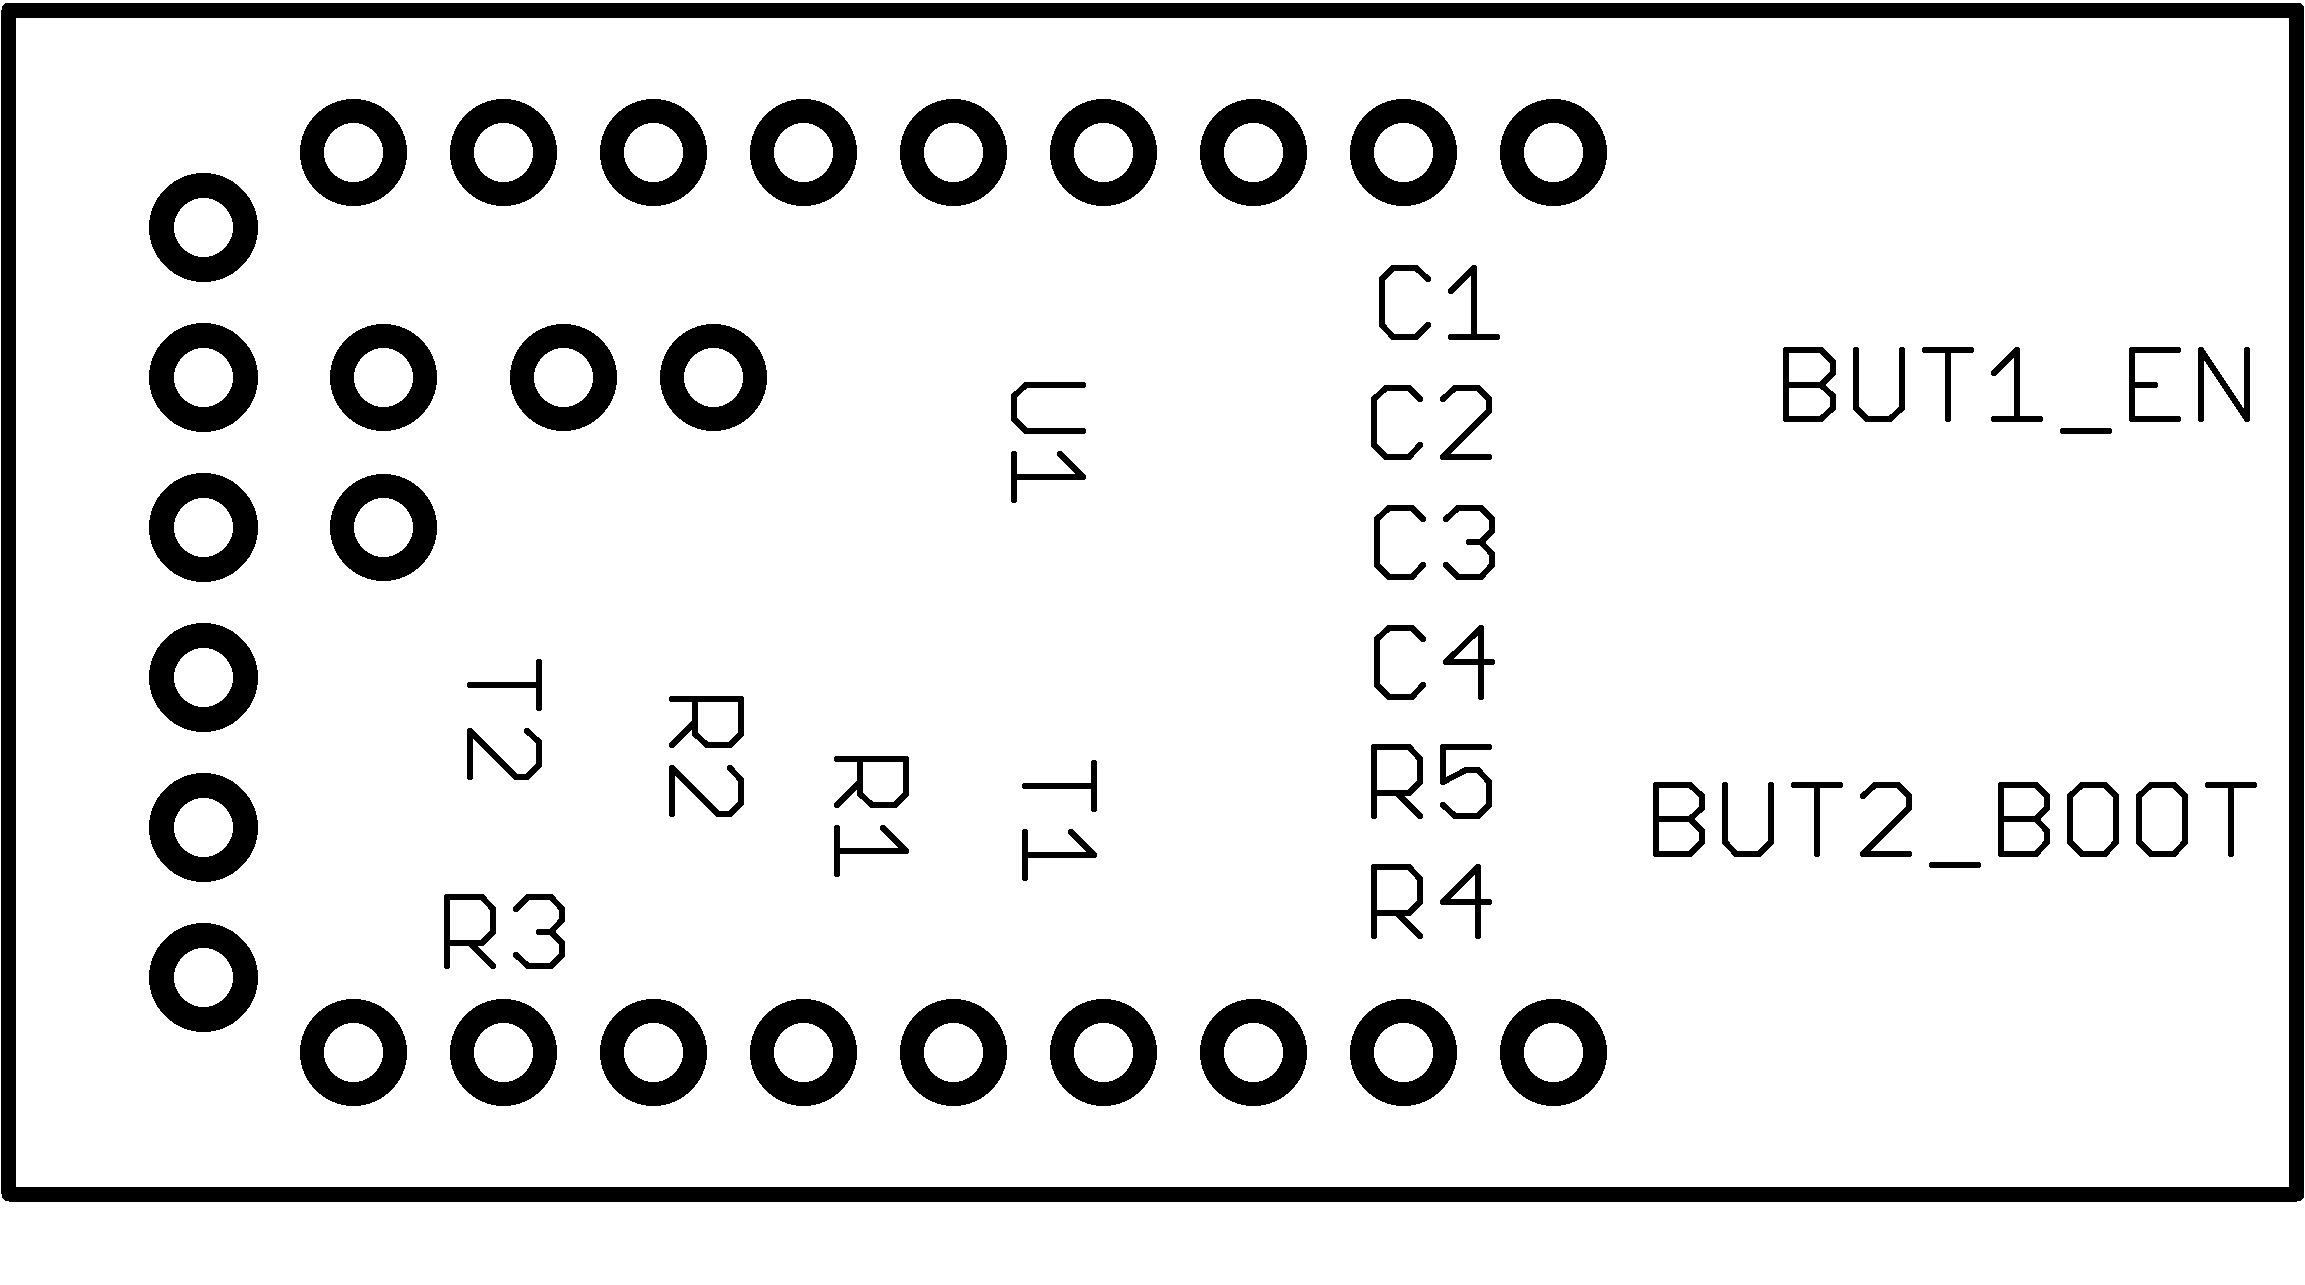 C1
U1
C2
BUT1_EN
C3
C4
T2
R2
R1
T1
R5
BUT2_BOOT
R3
R4